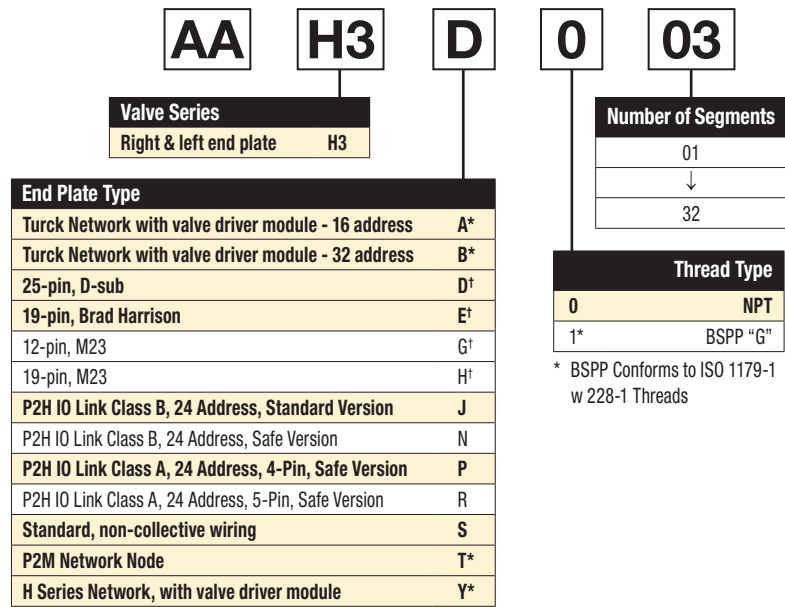 AA H3 D 0 03
Valve Series
Right & left end plate H3
Number of Segments
01
↓
32
End Plate Type
Turck Network with valve driver module - 16 address A*
Turck Network with valve driver module - 32 address B*
25-pin, D-sub D†
19-pin, Brad Harrison E†
12-pin, M23 G†
19-pin, M23 H†
P2H IO Link Class B, 24 Address, Standard Version J
P2H IO Link Class B, 24 Address, Safe Version N
P2H IO Link Class A, 24 Address, 4-Pin, Safe Version P
P2H IO Link Class A, 24 Address, 5-Pin, Safe Version R
Standard, non-collective wiring S
P2M Network Node T*
H Series Network, with valve driver module Y*
Thread Type
0 NPT
1* BSPP “G”
* BSPP Conforms to ISO 1179-1
w 228-1 Threads